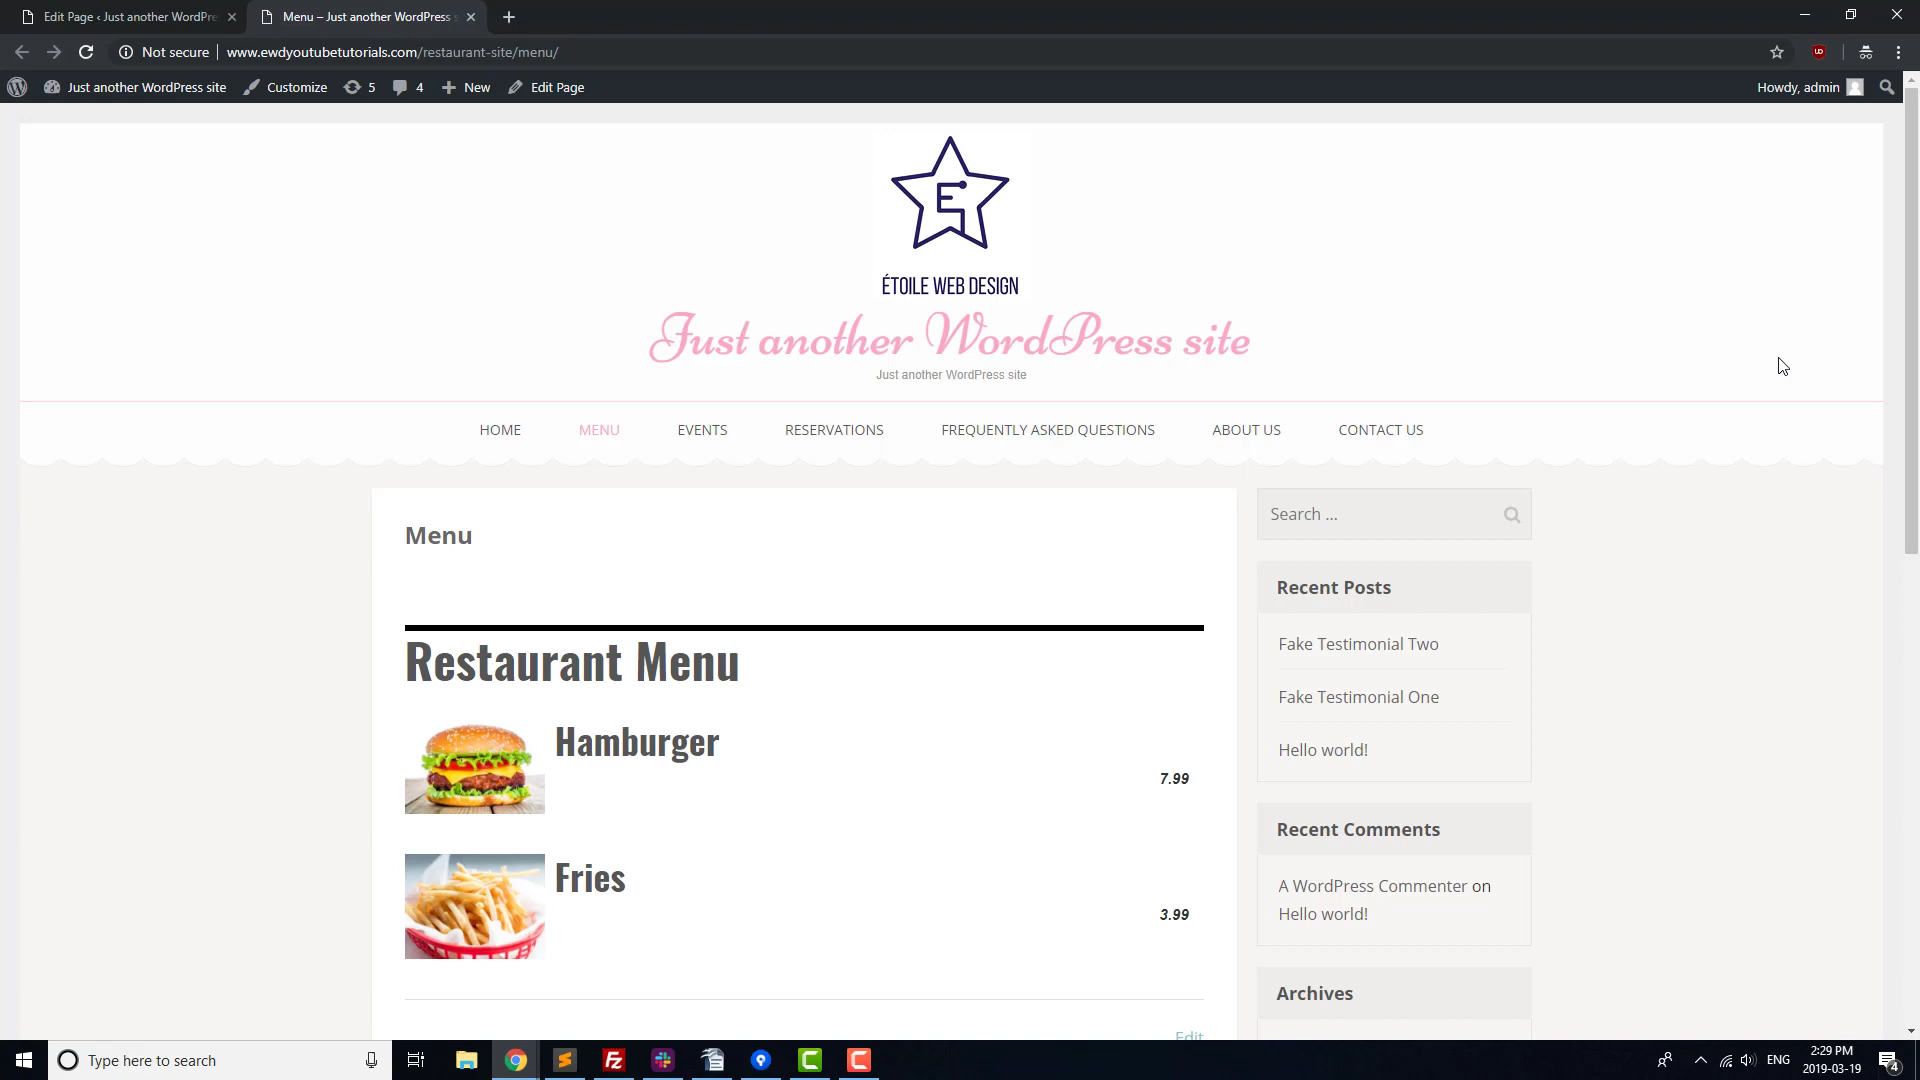 Edit Page ‹ Just another WordPre
Menu – Just another WordPress s
Not secure
www.ewdyoutubetutorials.com/restaurant-site/menu/
Just another WordPress site
Customize
5
4
New
Edit Page
Howdy, admin
E
ÉTOILE WEB DESIGN
Just another WordPress site
Just another WordPress site
HOME
MENU
EVENTS
RESERVATIONS
FREQUENTLY ASKED QUESTIONS
ABOUT US
CONTACT US
Menu
Restaurant Menu
Hamburger
7.99
Fries
3.99
Edit
Search ...
Recent Posts
Fake Testimonial Two
Fake Testimonial One
Hello world!
Recent Comments
A WordPress Commenter on
Hello world!
Archives
Type here to search
ENG
2:29 PM
2019-03-19
4